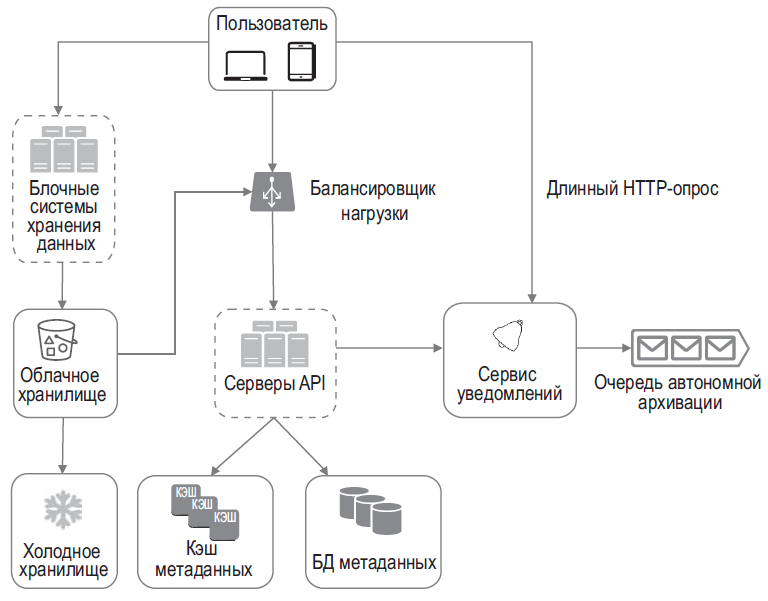 Пользователь
Блочные
системы
хранения
данных
Балансировщик
нагрузки
Длинный HTTP-опрос
Облачное
хранилище
Серверы API
Сервис
уведомлений
Очередь автономной
архивации
Холодное
хранилище
КЭШ
КЭШ
КЭШ
Кэш
метаданных
БД метаданных